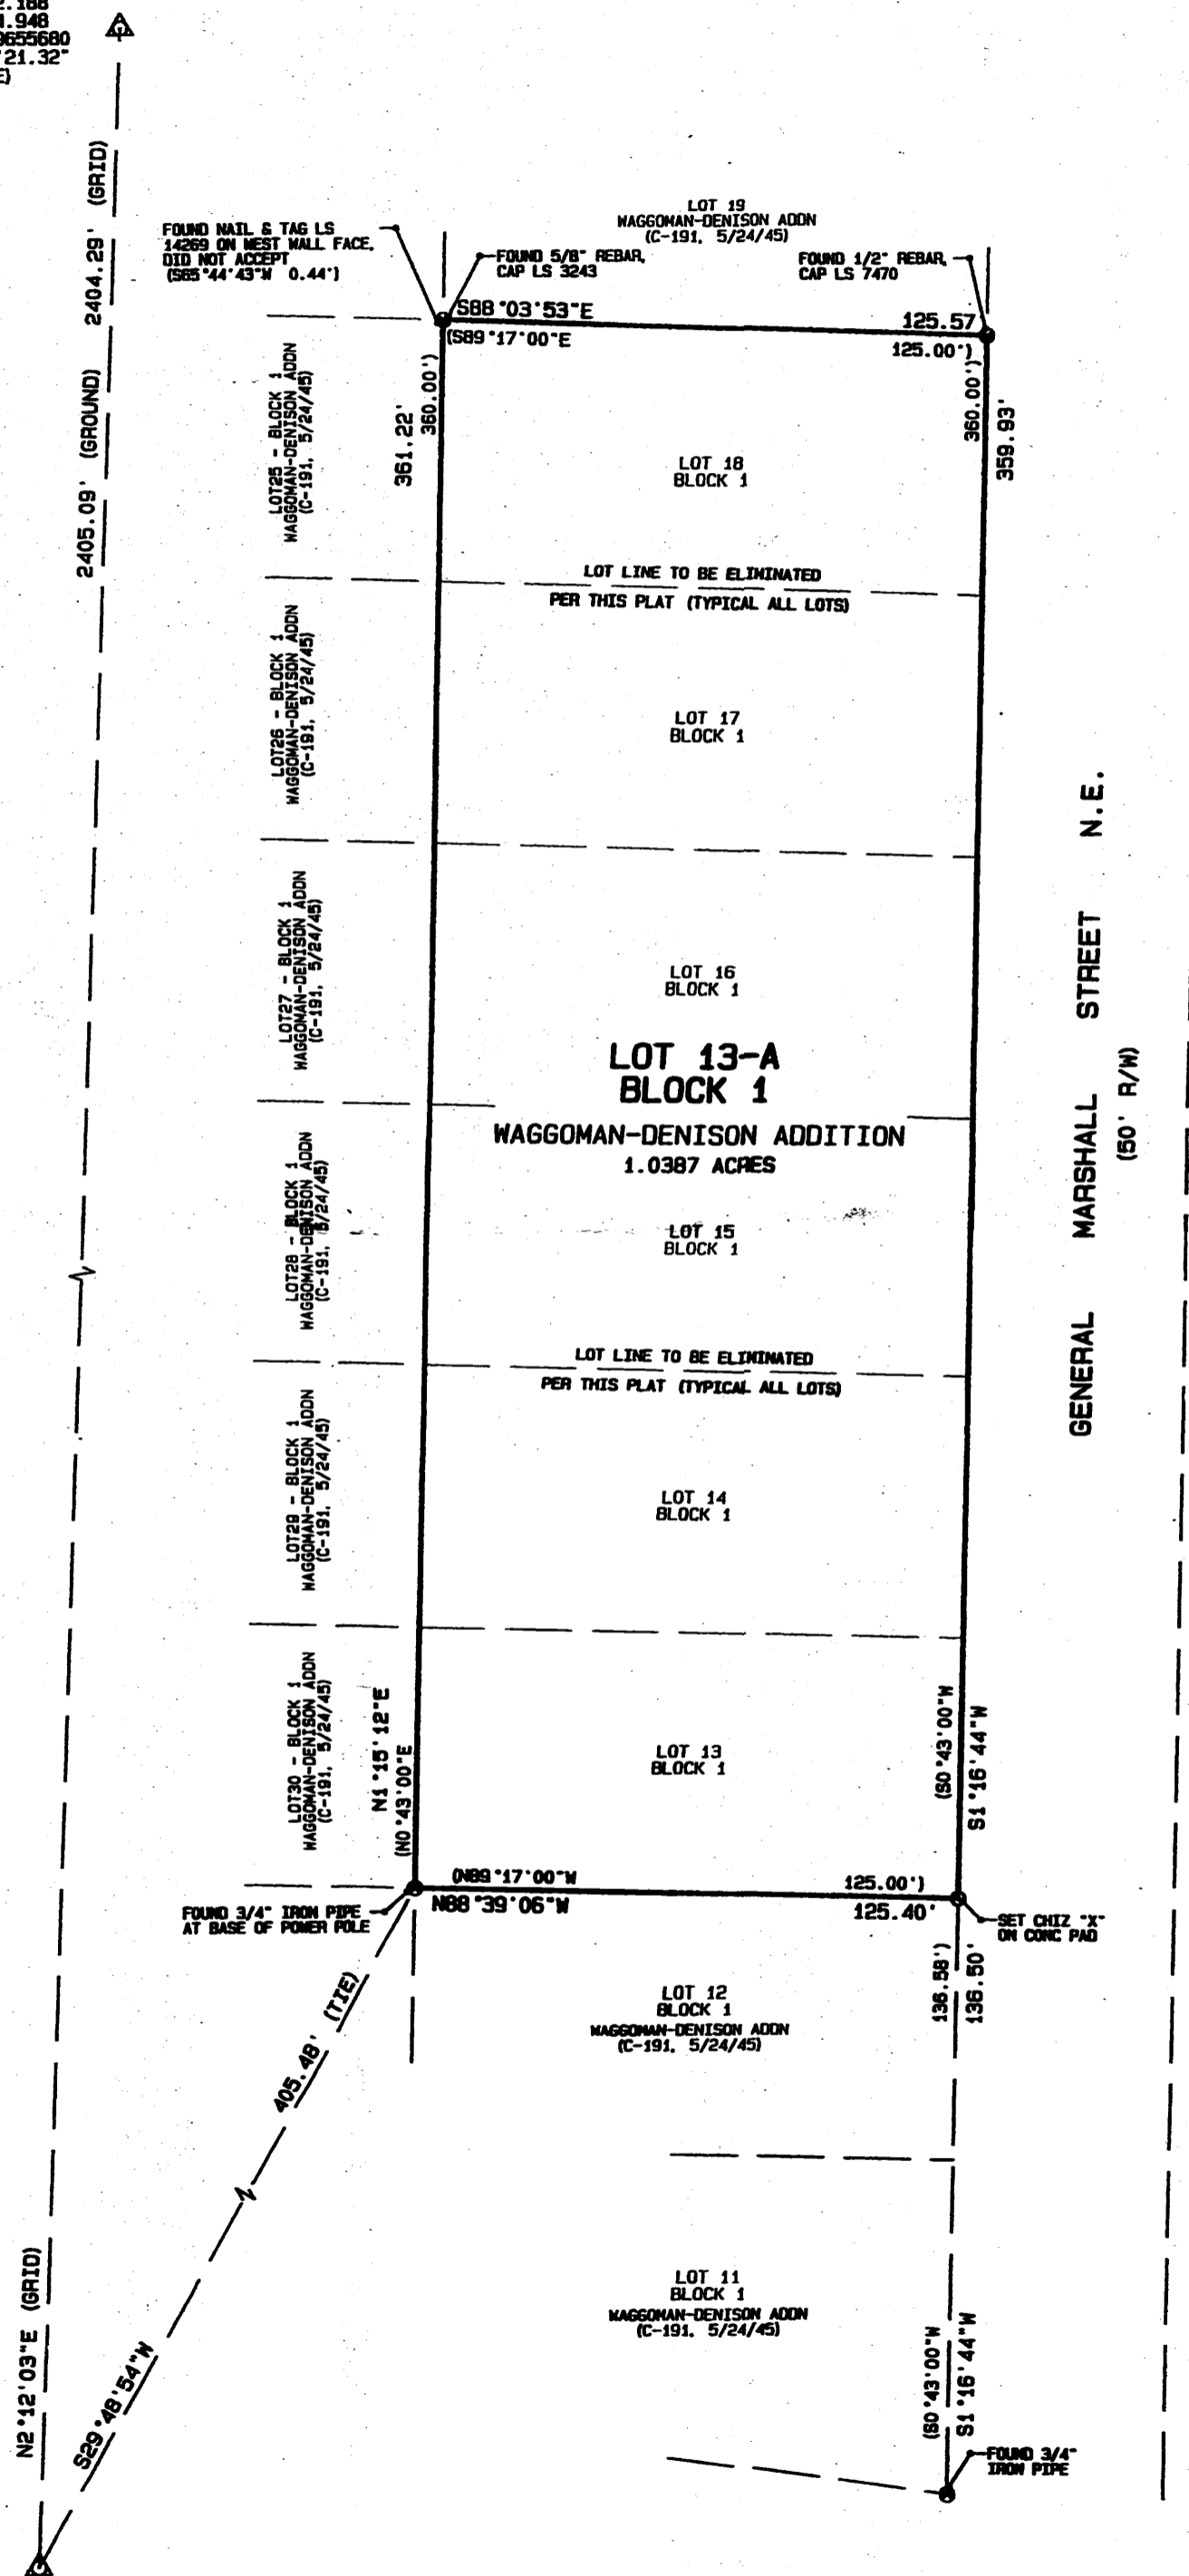 .948
9655680
'21.32"
E)
2405.09' (GROUND) 2404.29' (GRID)
LOT 19
WAGGOMAN-DENISON ADDN
(C-191, 5/24/45)
FOUND NAIL & TAG LS
14269 ON WEST WALL FACE.
DID NOT ACCEPT
(S65°44'43"W 0.44')
FOUND 5/8" REBAR,
CAP LS 3243
FOUND 1/2" REBAR,
CAP LS 7470
S88°03'53"E
125.57
(S89°17'00"E
125.00')
361.22'
360.00')
360.00')
359.93'
LOT25 - BLOCK 1
WAGGOMAN-DENISON ADDN
(C-191, 5/24/45)
LOT 18
BLOCK 1
LOT LINE TO BE ELIMINATED
PER THIS PLAT (TYPICAL ALL LOTS)
LOT26 - BLOCK 1
WAGGOMAN-DENISON ADDN
(C-191, 5/24/45)
LOT 17
BLOCK 1
LOT27 - BLOCK 1
WAGGOMAN-DENISON ADDN
(C-191, 5/24/45)
LOT 16
BLOCK 1
LOT 13-A
BLOCK 1
WAGGOMAN-DENISON ADDITION
1.0387 ACRES
GENERAL MARSHALL STREET N.E.
(50' R/W)
LOT28 - BLOCK 1
WAGGOMAN-DENISON ADDN
(C-191, 5/24/45)
LOT 15
BLOCK 1
LOT LINE TO BE ELIMINATED
PER THIS PLAT (TYPICAL ALL LOTS)
LOT29 - BLOCK 1
WAGGOMAN-DENISON ADDN
(C-191, 5/24/45)
LOT 14
BLOCK 1
LOT30 - BLOCK 1
WAGGOMAN-DENISON ADDN
(C-191, 5/24/45)
N1°15'12"E
(N0°43'00"E
LOT 13
BLOCK 1
(S0°43'00"W
S1°16'44"W
(N89°17'00"W
125.00')
N88°39'06"W
125.40'
FOUND 3/4" IRON PIPE
AT BASE OF POWER POLE
SET CHIZ "X"
ON CONC PAD
136.58')
136.50'
405.48' (TIE)
LOT 12
BLOCK 1
WAGGOMAN-DENISON ADDN
(C-191, 5/24/45)
LOT 11
BLOCK 1
WAGGOMAN-DENISON ADDN
(C-191, 5/24/45)
N2°12'03"E (GRID)
S29°48'54"W
(S0°43'00"W
S1°16'44"W
FOUND 3/4"
IRON PIPE